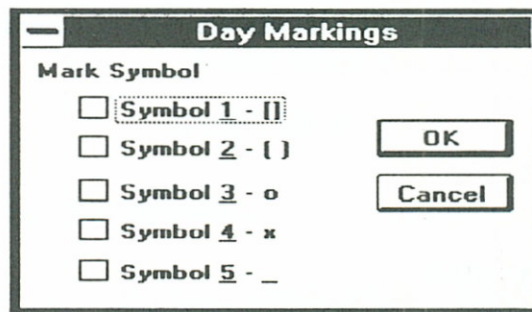 Day Markings
Mark Symbol
Symbol 1 - []
Symbol 2 - ( )
Symbol 3 - o
Symbol 4 - x
Symbol 5 - _
OK
Cancel